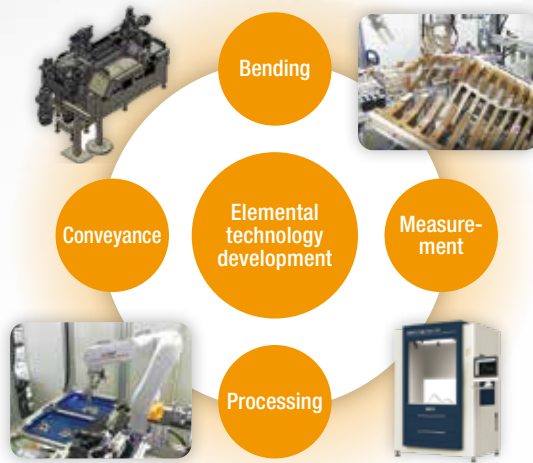 Bending
Conveyance
Elemental
technology
development
Measure-
ment
Processing